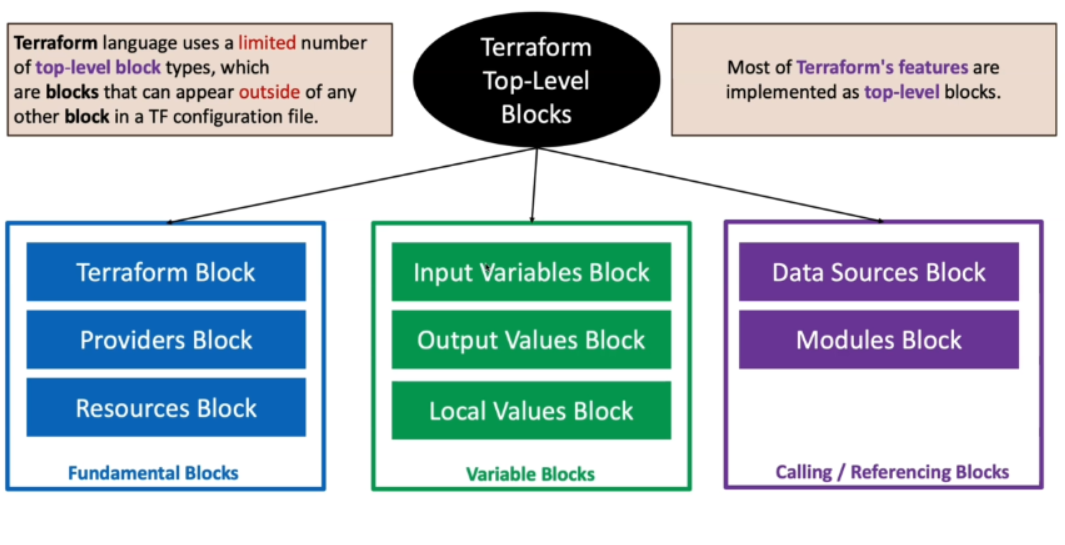 Terraform language uses a limited number
of top-level block types, which
are blocks that can appear outside of any
other block in a TF configuration file.
Terraform
Top-Level
Blocks
Most of Terraform's features are
implemented as top-level blocks.
Terraform Block
Providers Block
Resources Block
Fundamental Blocks
Input Variables Block
Output Values Block
Local Values Block
Variable Blocks
Data Sources Block
Modules Block
Calling / Referencing Blocks